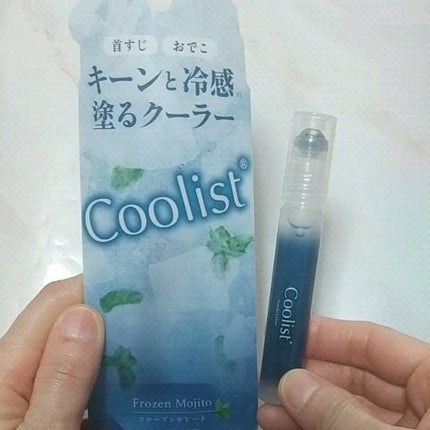 首すじ おでこ
キーンと冷感
塗るクーラー
Coolist®
Frozen Mojito
フローズンモヒート
Coolist®